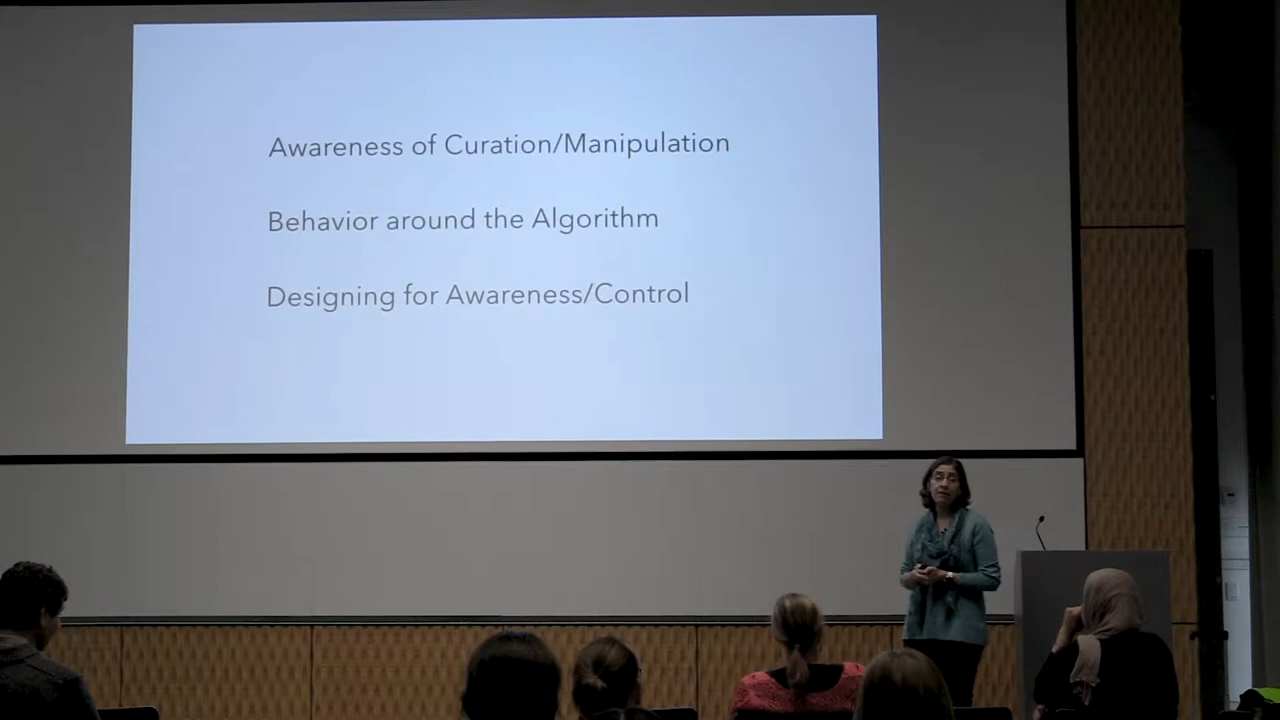 Awareness of Curation/Manipulation
Behavior around the Algorithm
Designing for Awareness/Control